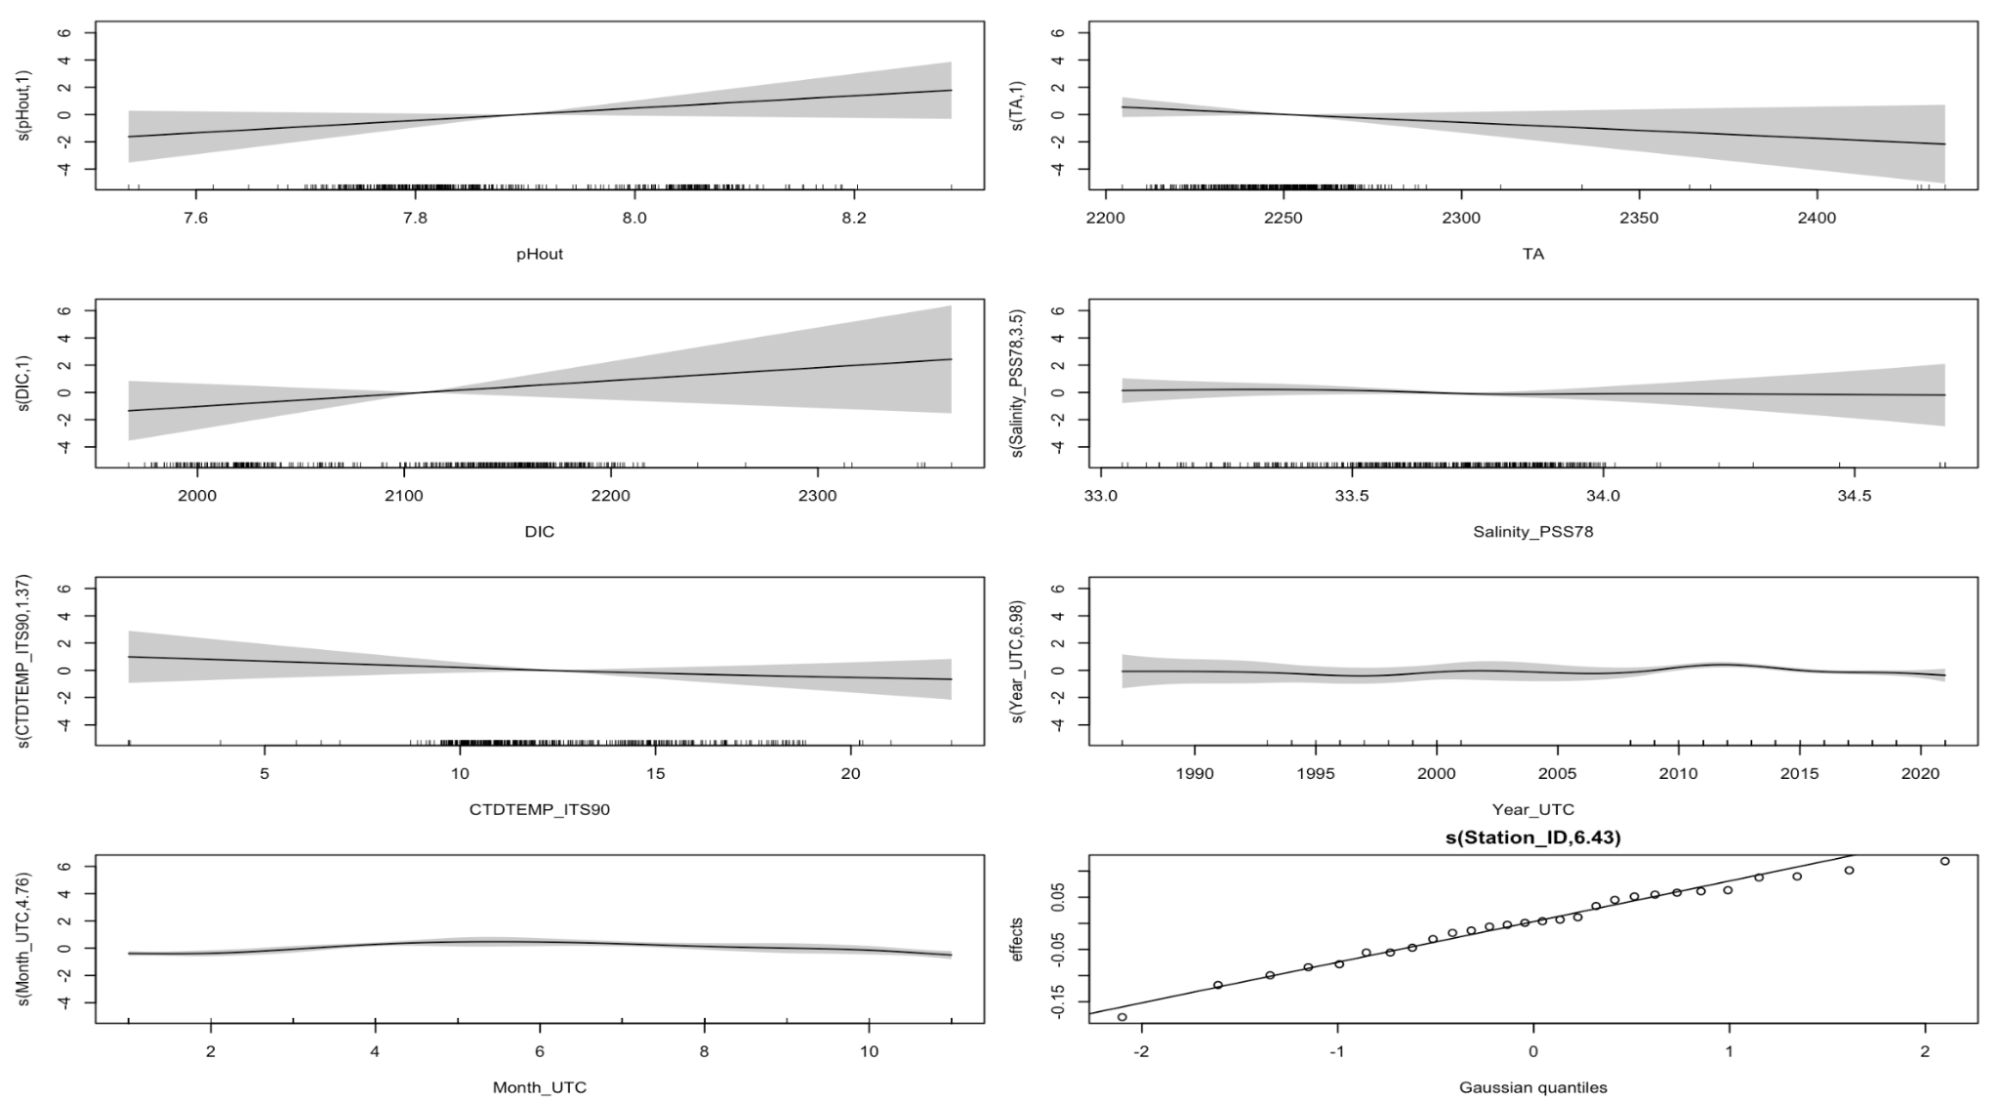 s(pHout,1)
6
4
2
0
-2
-4
7.6 7.8 8.0 8.2
pHout
s(TA,1)
6
4
2
0
-2
-4
2200 2250 2300 2350 2400
TA
s(DIC,1)
6
4
2
0
-2
-4
2000 2100 2200 2300
DIC
s(Salinity_PSS78,3.5)
6
4
2
0
-2
-4
33.0 33.5 34.0 34.5
Salinity_PSS78
s(CTDTEMP_ITS90,1.37)
6
4
2
0
-2
-4
5 10 15 20
CTDTEMP_ITS90
s(Year_UTC,6.98)
6
4
2
0
-2
-4
1990 1995 2000 2005 2010 2015 2020
Year_UTC
s(Month_UTC,4.76)
6
4
2
0
-2
-4
2 4 6 8 10
Month_UTC
s(Station_ID,6.43)
effects
0.05
-0.05
-0.15
-2 -1 0 1 2
Gaussian quantiles